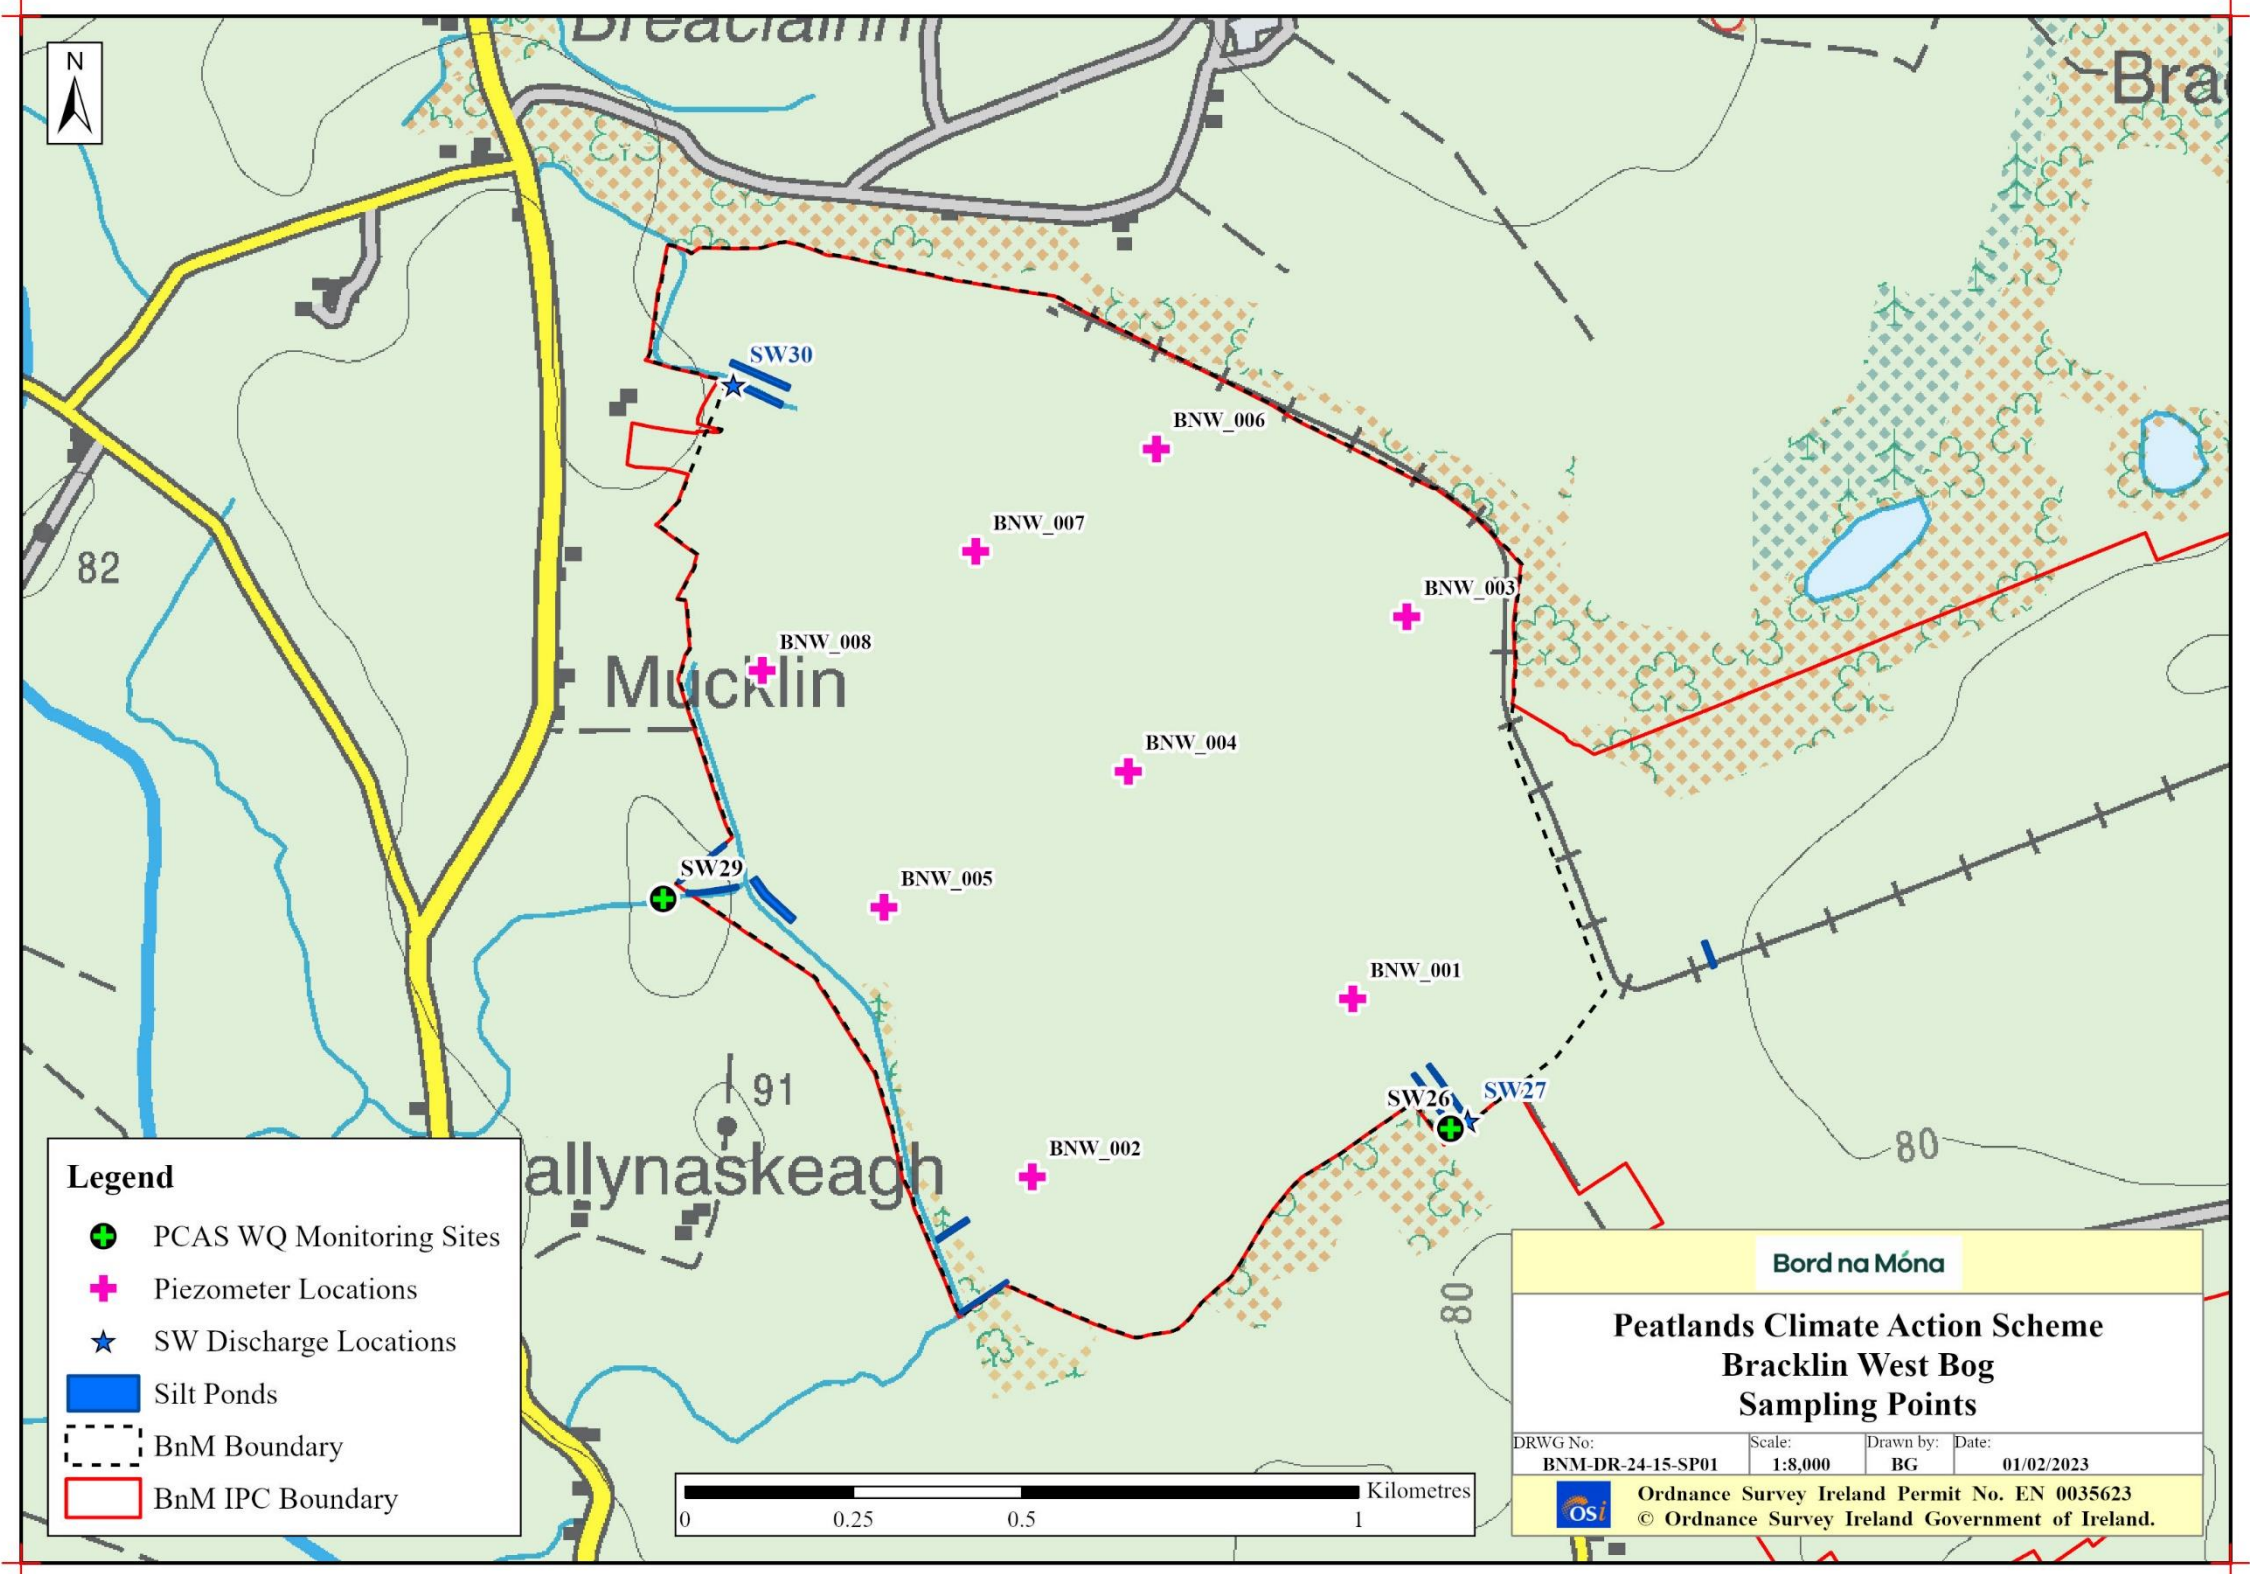 Breaclainn
N
Bra
SW30
BNW_006
BNW_007
82
BNW_003
BNW_008
Mucklin
BNW_004
SW29
BNW_005
BNW_001
91
SW26
SW27
80
BNW_002
allynaskeagh
80
Legend
PCAS WQ Monitoring Sites
Piezometer Locations
SW Discharge Locations
Silt Ponds
BnM Boundary
BnM IPC Boundary
Kilometres
0 0.25 0.5 1
Bord na Móna
Peatlands Climate Action Scheme
Bracklin West Bog
Sampling Points
DRWG No: Scale: Drawn by: Date:
BNM-DR-24-15-SP01 1:8,000 BG 01/02/2023
osi
Ordnance Survey Ireland Permit No. EN 0035623
© Ordnance Survey Ireland Government of Ireland.